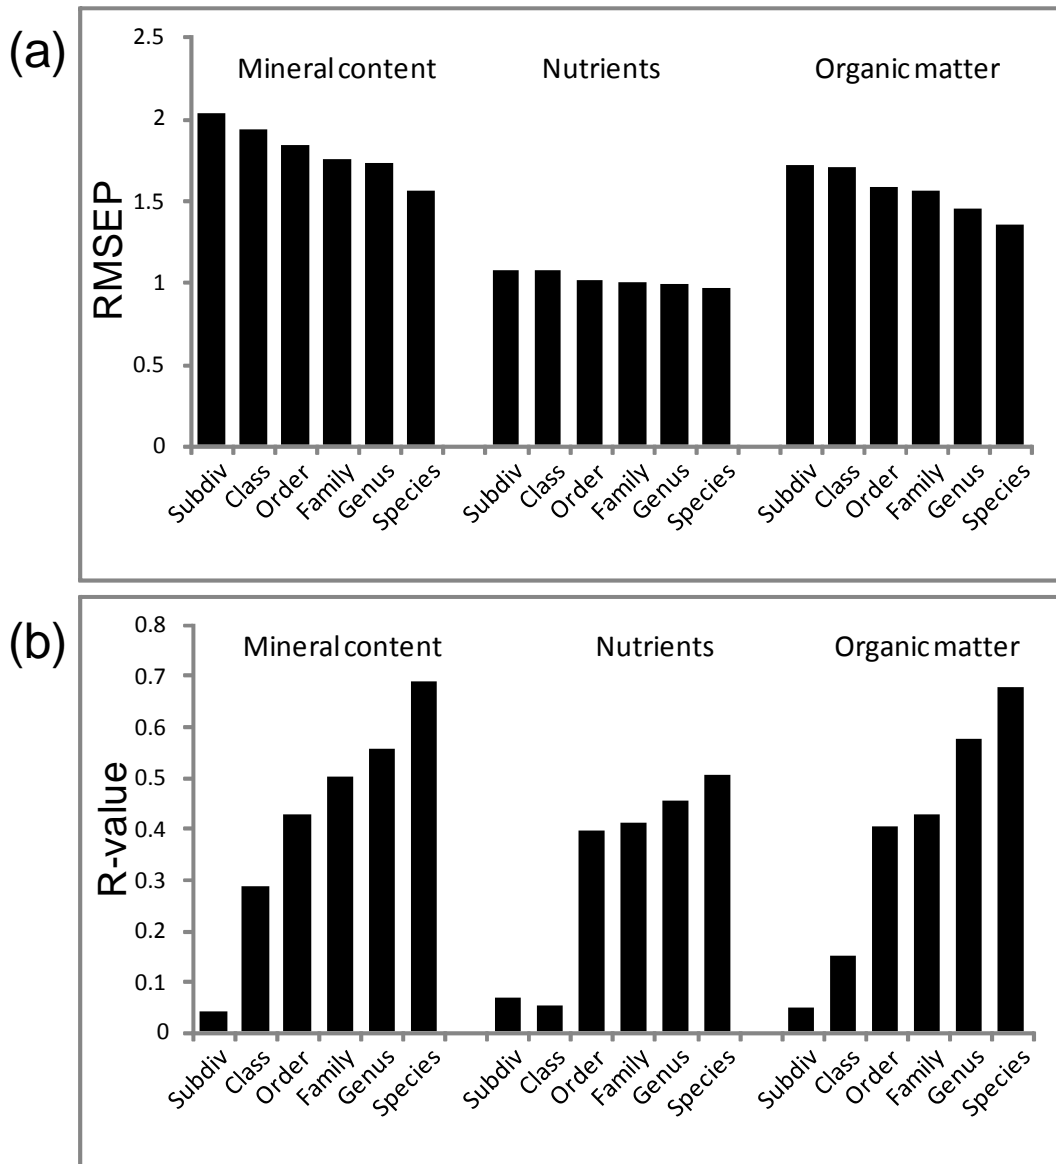 (a)
RMSEP
2.5
2
1.5
1
0.5
0
Mineral content
Nutrients
Organic matter
Subdiv
Class
Order
Family
Genus
Species
Subdiv
Class
Order
Family
Genus
Species
Subdiv
Class
Order
Family
Genus
Species
(b)
R-value
0.8
0.7
0.6
0.5
0.4
0.3
0.2
0.1
0
Mineral content
Nutrients
Organic matter
Subdiv
Class
Order
Family
Genus
Species
Subdiv
Class
Order
Family
Genus
Species
Subdiv
Class
Order
Family
Genus
Species